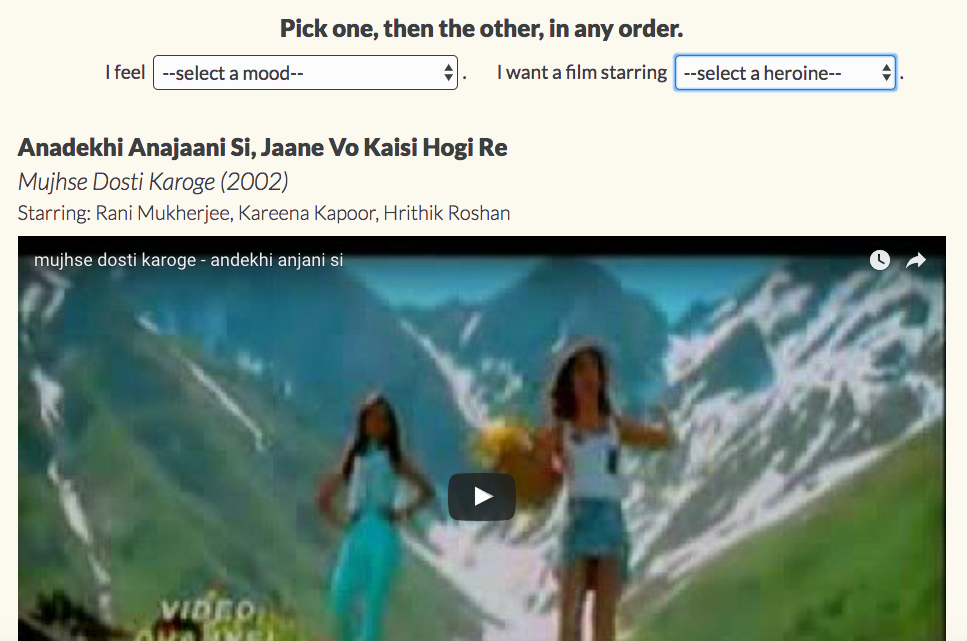 Pick one, then the other, in any order.
I feel --select a mood-- . I want a film starring --select a heroine-- .
Anadekhi Anajaani Si, Jaane Vo Kaisi Hogi Re
Mujhse Dosti Karoge (2002)
Starring: Rani Mukherjee, Kareena Kapoor, Hrithik Roshan
mujhse dosti karoge - andekhi anjani si
VIDEO